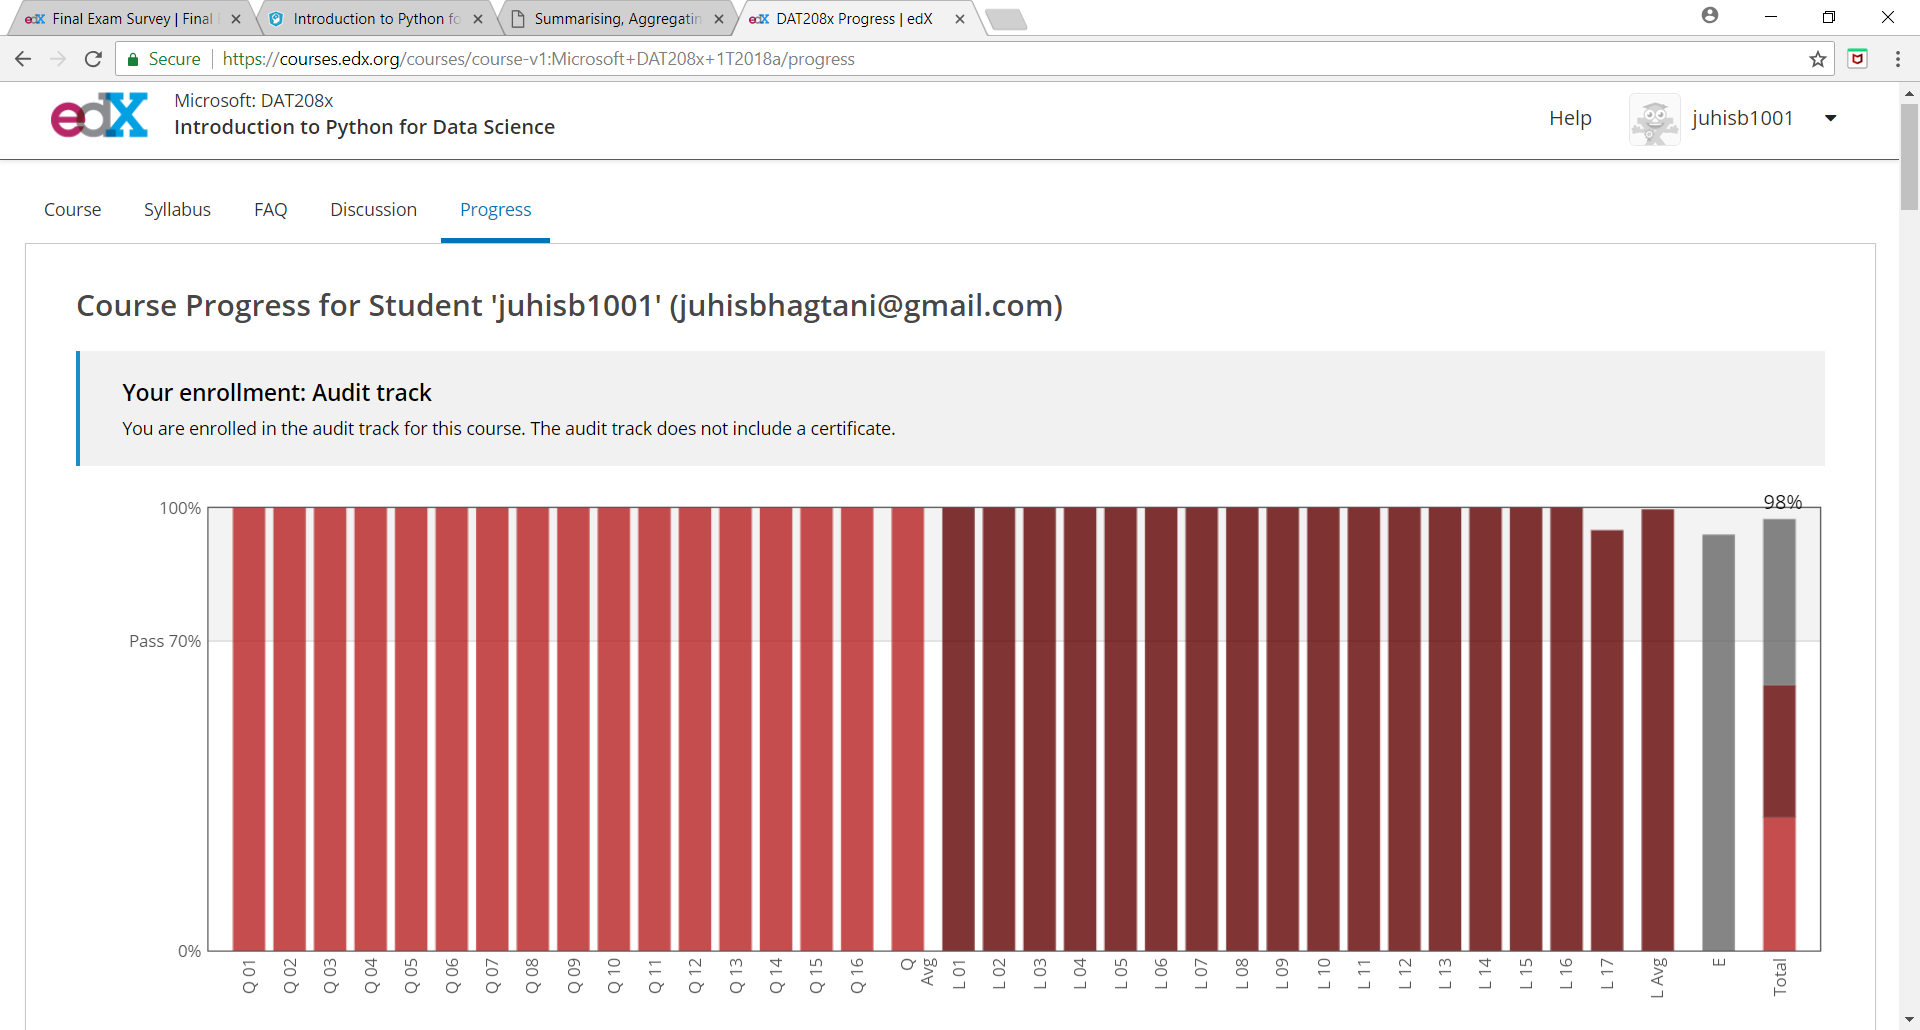 edX Final Exam Survey | Final
Introduction to Python fo
Summarising, Aggregatin
edX DAT208x Progress | edX
Secure
https://courses.edx.org/courses/course-v1:Microsoft+DAT208x+1T2018a/progress
edX
Microsoft: DAT208x
Introduction to Python for Data Science
Help
juhisb1001
Course
Syllabus
FAQ
Discussion
Progress
Course Progress for Student 'juhisb1001' (juhisbhagtani@gmail.com)
Your enrollment: Audit track
You are enrolled in the audit track for this course. The audit track does not include a certificate.
98%
100%
Pass 70%
0%
Q 01
Q 02
Q 03
Q 04
Q 05
Q 06
Q 07
Q 08
Q 09
Q 10
Q 11
Q 12
Q 13
Q 14
Q 15
Q 16
Q
Avg
L 01
L 02
L 03
L 04
L 05
L 06
L 07
L 08
L 09
L 10
L 11
L 12
L 13
L 14
L 15
L 16
L 17
L Avg
E
Total